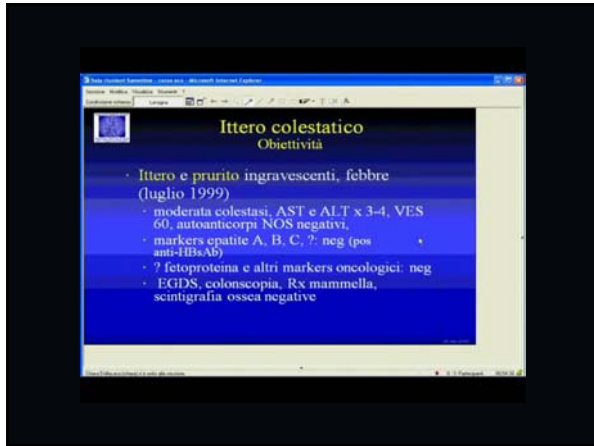 Ittero colestatico
Obiettività
· Ittero e prurito ingravescenti, febbre
(luglio 1999)
· moderata colestasi, AST e ALT x 3-4, VES
60, autoanticorpi NOS negativi,
· markers epatite A, B, C, ?: neg (pos
anti-HBsAb)
· ? fetoproteina e altri markers oncologici: neg
· EGDS, colonscopia, Rx mammella,
scintigrafia ossea negative